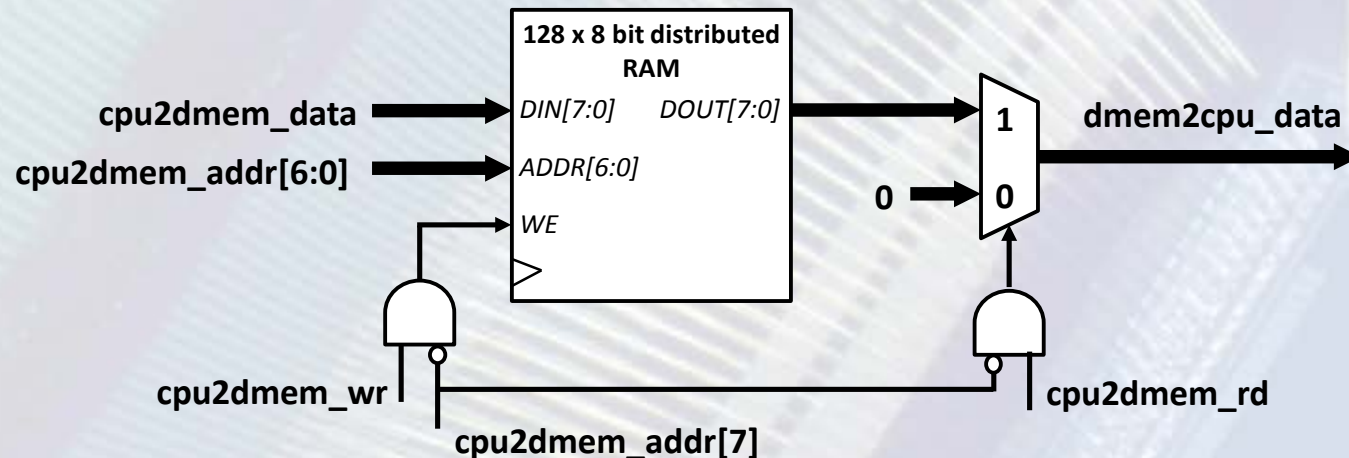 128 x 8 bit distributed
RAM
cpu2dmem_data
DIN[7:0]
DOUT[7:0]
1
dmem2cpu_data
cpu2dmem_addr[6:0]
ADDR[6:0]
0
0
WE
cpu2dmem_wr
cpu2dmem_rd
cpu2dmem_addr[7]